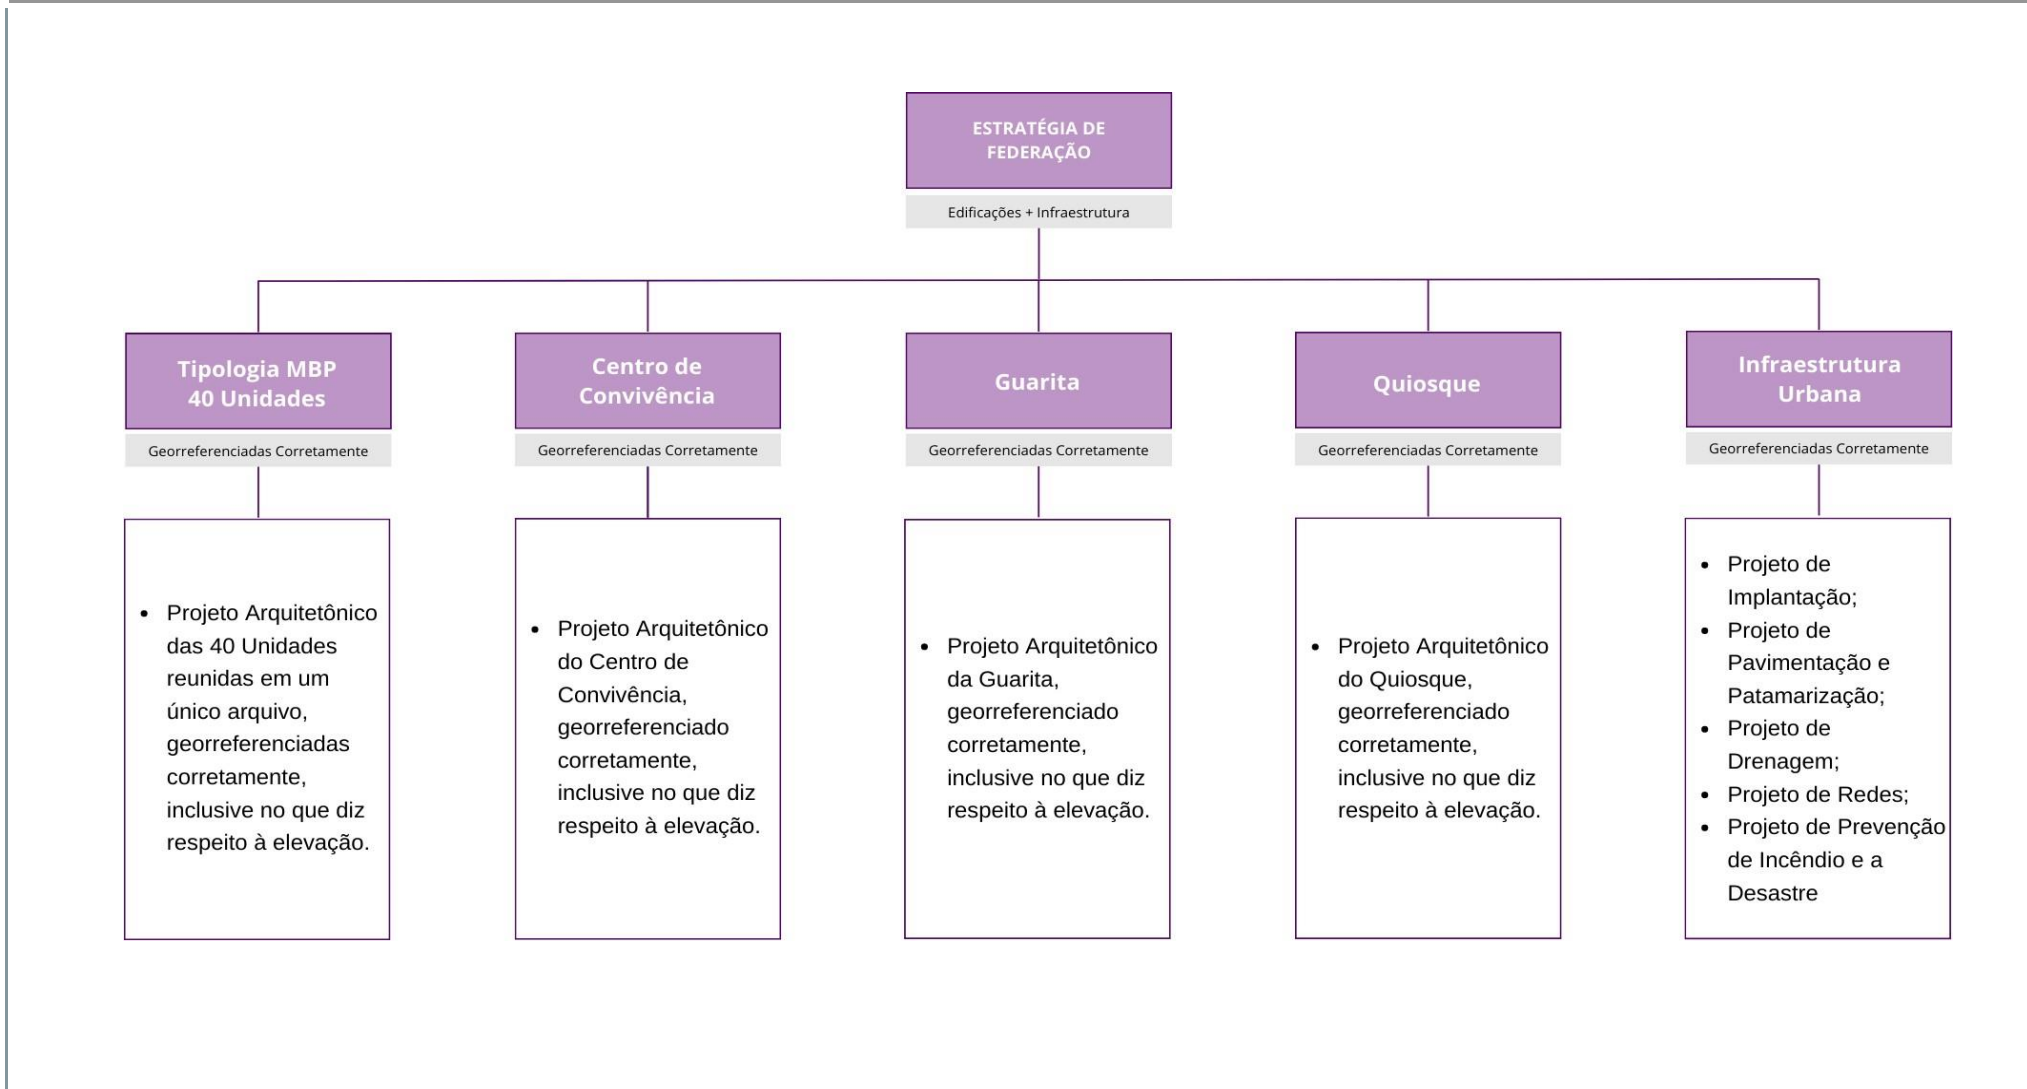 ESTRATÉGIA DE
FEDERAÇÃO
Edificações + Infraestrutura
Tipologia MBP
40 Unidades
Georreferenciadas Corretamente
• Projeto Arquitetônico
das 40 Unidades
reunidas em um
único arquivo,
georreferenciadas
corretamente,
inclusive no que diz
respeito à elevação.
Centro de
Convivência
Georreferenciadas Corretamente
• Projeto Arquitetônico
do Centro de
Convivência,
georreferenciado
corretamente,
inclusive no que diz
respeito à elevação.
Guarita
Georreferenciadas Corretamente
• Projeto Arquitetônico
da Guarita,
georreferenciado
corretamente,
inclusive no que diz
respeito à elevação.
Quiosque
Georreferenciadas Corretamente
• Projeto Arquitetônico
do Quiosque,
georreferenciado
corretamente,
inclusive no que diz
respeito à elevação.
Infraestrutura
Urbana
Georreferenciadas Corretamente
• Projeto de
Implantação;
• Projeto de
Pavimentação e
Patamarização;
• Projeto de
Drenagem;
• Projeto de Redes;
• Projeto de Prevenção
de Incêndio e a
Desastre